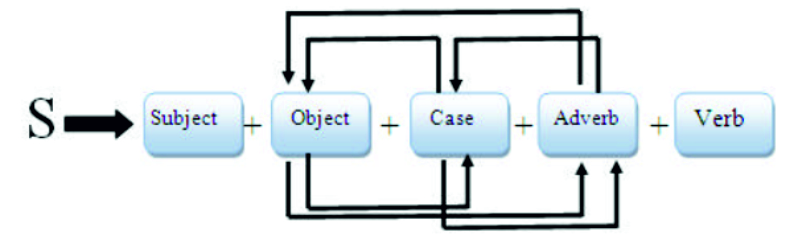 S Subject + Object + Case + Adverb + Verb